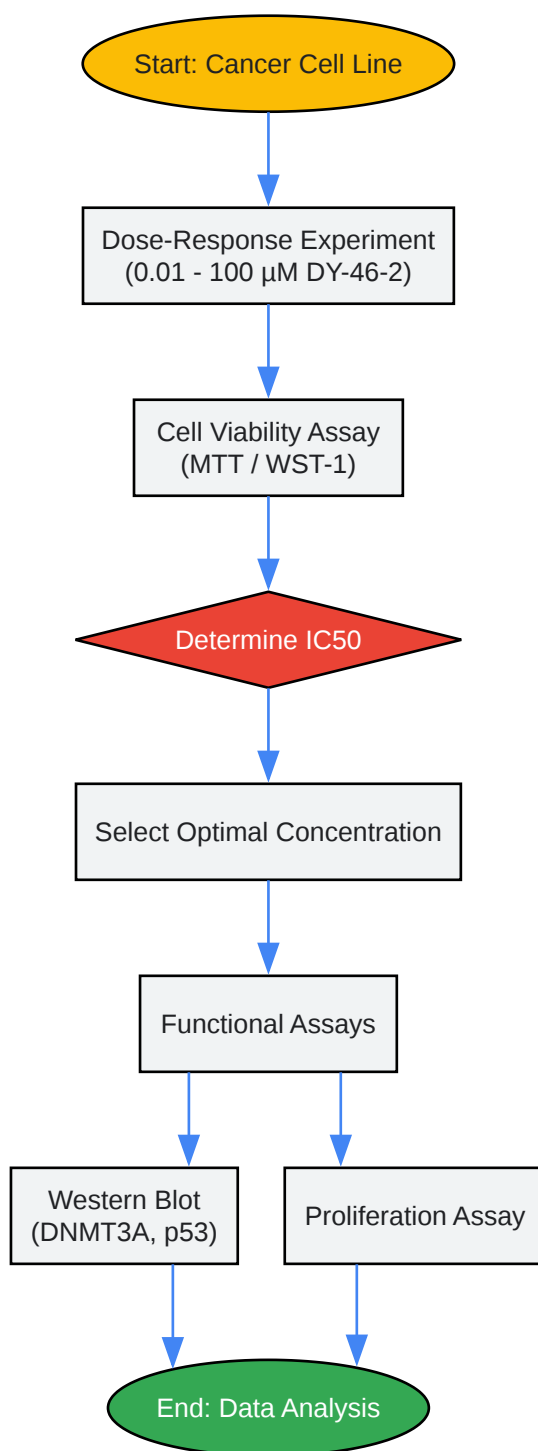 Start: Cancer Cell Line
Dose-Response Experiment
(0.01 - 100 µM DY-46-2)
Cell Viability Assay
(MTT / WST-1)
Determine IC50
Select Optimal Concentration
Functional Assays
Western Blot
(DNMT3A, p53)
Proliferation Assay
End: Data Analysis